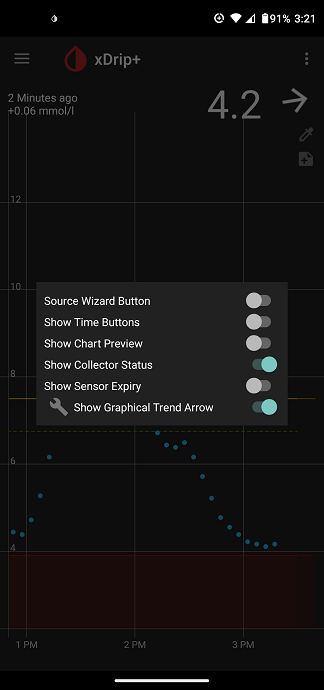 91% 3:21
xDrip+
2 Minutes ago
+0.06 mmol/l
4.2
12
10
Source Wizard Button
Show Time Buttons
Show Chart Preview
Show Collector Status
Show Sensor Expiry
Show Graphical Trend Arrow
8
6
4
1 PM
2 PM
3 PM